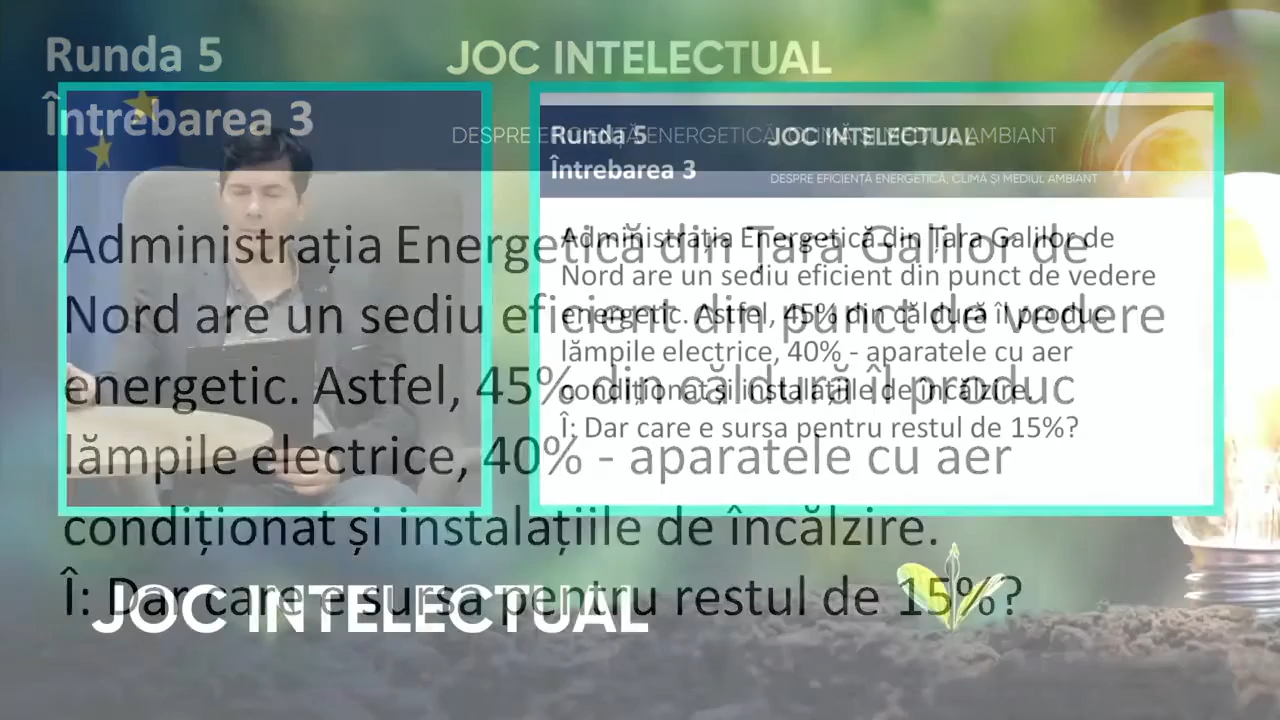 Runda 5
Întrebarea 3
JOC INTELECTUAL
DESPRE EFICIENȚĂ ENERGETICĂ, CLIMĂ ȘI MEDIUL AMBIANT
Administrația Energetică din Țara Galilor de
Nord are un sediu eficient din punct de vedere
energetic. Astfel, 45% din căldură îl produc
lămpile electrice, 40% - aparatele cu aer
condiționat și instalațiile de încălzire.
Î: Dar care e sursa pentru restul de 15%?
Runda 5
Întrebarea 3
JOC INTELECTUAL
DESPRE EFICIENȚĂ ENERGETICĂ, CLIMĂ ȘI MEDIUL AMBIANT
Administrația Energetică din Țara Galilor de
Nord are un sediu eficient din punct de vedere
energetic. Astfel, 45% din căldură îl produc
lămpile electrice, 40% - aparatele cu aer
condiționat și instalațiile de încălzire.
Î: Dar care e sursa pentru restul de 15%?
JOC INTELECTUAL